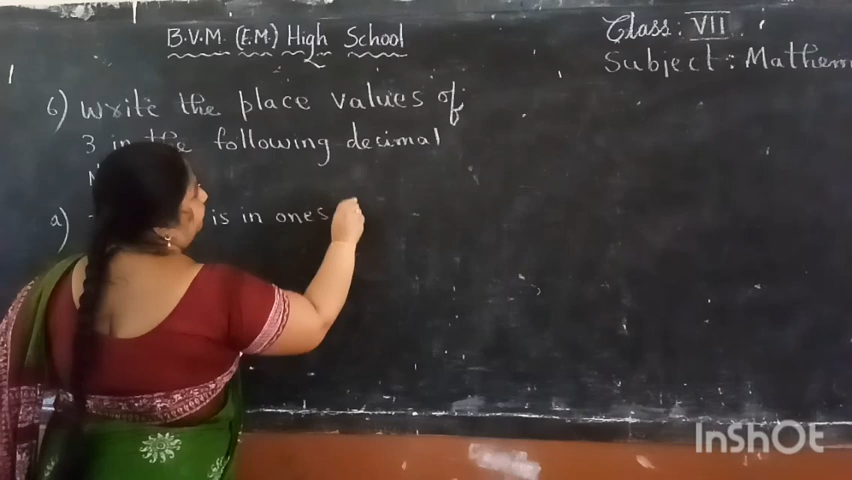 B.V.M. (E.M.) High School
Class: VII
Subject: Mathem
6) Write the place values of
3 in the following decimal
a) is in ones
InShOt